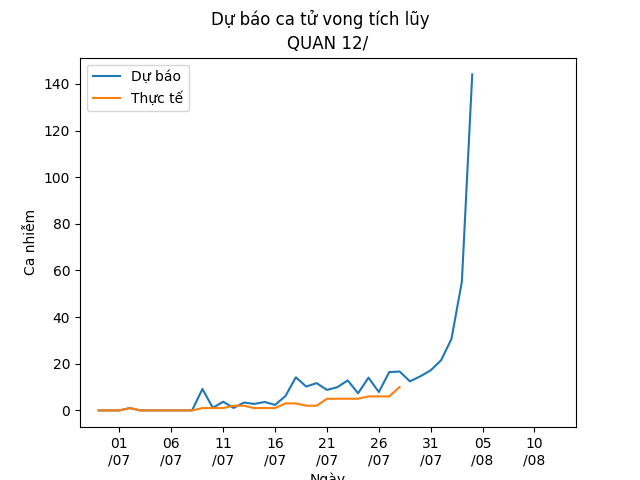 Dự báo ca tử vong tích lũy
QUAN 12/
Dự báo
Thực tế
Ca nhiễm
140
120
100
80
60
40
20
0
01 06 11 16 21 26 31 05 10
/07 /07 /07 /07 /07 /07 /07 /08 /08
Ngày